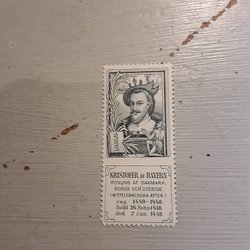 KRISTOFER AF BAYERN
KONUNG AF DANMARK,
NORGE OCH SVERIGE.
(WITTELSBACHSKA ÄTTEN.)
reg. 1440-1448
född 26 Febr. 1418.
död 7 Jan. 1448.